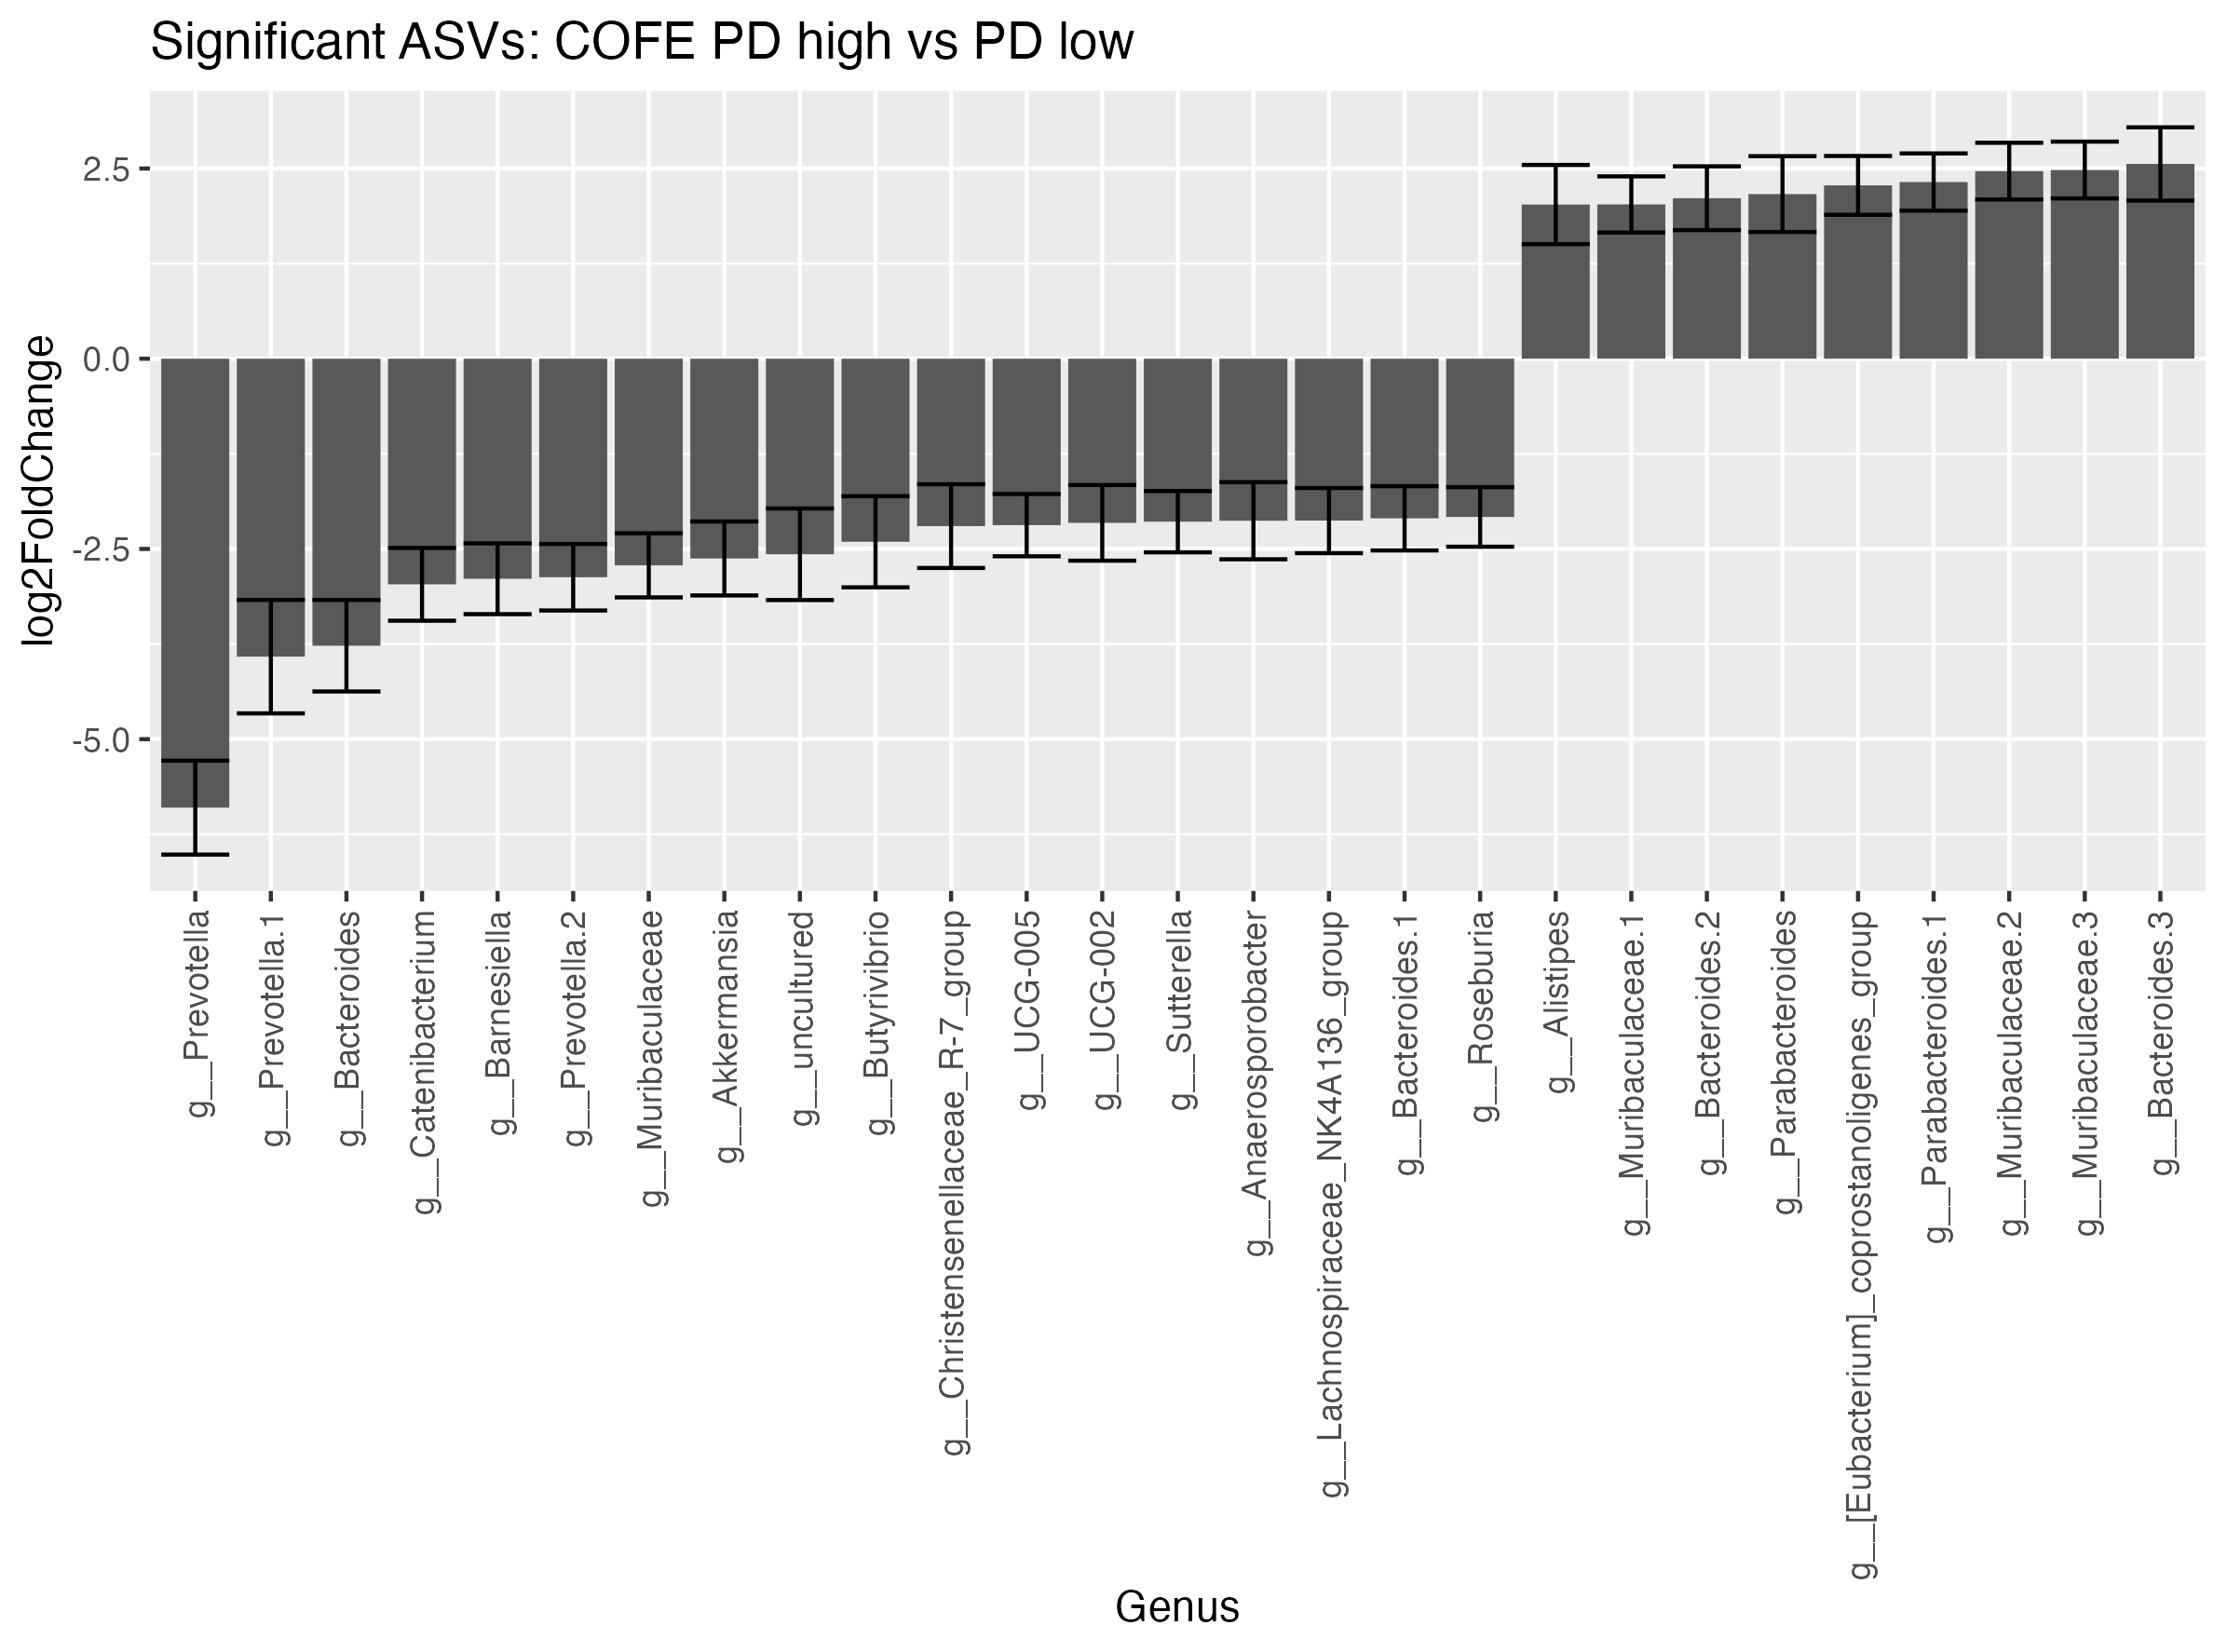 Significant ASVs: COFE PD high vs PD low
log2FoldChange
2.5
0.0
-2.5
-5.0
g__Prevotella
g__Prevotella.1
g__Bacteroides
g__Catenibacterium
g__Barnesiella
g__Prevotella.2
g__Muribaculaceae
g__Akkermansia
g__uncultured
g__Butyrivibrio
g__Christensenellaceae_R-7_group
g__UCG-005
g__UCG-002
g__Sutterella
g__Anaerosporobacter
g__Lachnospiraceae_NK4A136_group
g__Bacteroides.1
g__Roseburia
g__Alistipes
g__Muribaculaceae.1
g__Bacteroides.2
g__Parabacteroides
g__[Eubacterium]_coprostanoligenes_group
g__Parabacteroides.1
g__Muribaculaceae.2
g__Muribaculaceae.3
g__Bacteroides.3
Genus